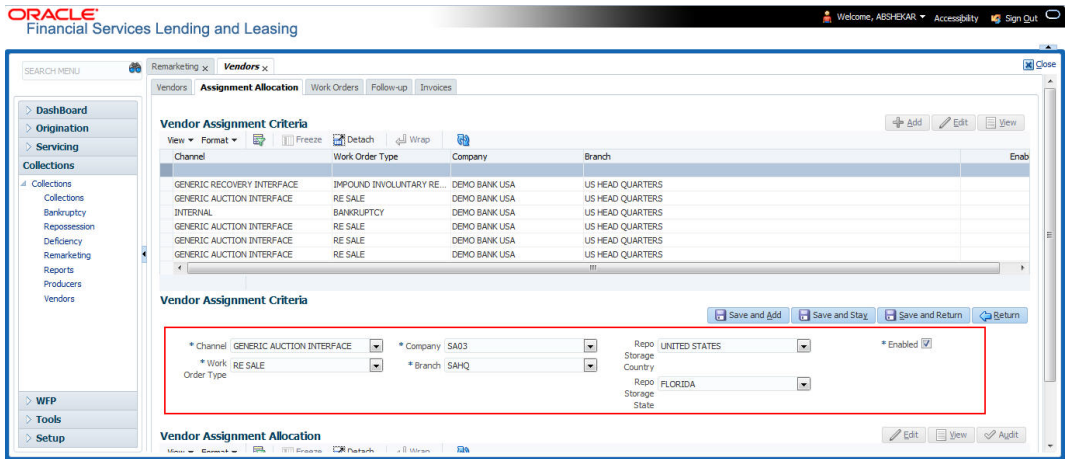 ORACLE
Financial Services Lending and Leasing
Welcome, ABSHEKAR Accessibility Sign Out
SEARCH MENU
Remarketing x Vendors x
Close
Vendors Assignment Allocation Work Orders Follow-up Invoices
DashBoard
Origination
Servicing
Collections
Collections
Collections
Bankruptcy
Repossession
Deficiency
Remarketing
Reports
Producers
Vendors
WFP
Tools
Setup
Vendor Assignment Criteria
Add Edit View
View Format Freeze Detach Wrap
Channel Work Order Type Company Branch Enab
GENERIC RECOVERY INTERFACE IMPOUND INVOLUNTARY RE... DEMO BANK USA US HEAD QUARTERS
GENERIC AUCTION INTERFACE RE SALE DEMO BANK USA US HEAD QUARTERS
INTERNAL BANKRUPTCY DEMO BANK USA US HEAD QUARTERS
GENERIC AUCTION INTERFACE RE SALE DEMO BANK USA US HEAD QUARTERS
GENERIC AUCTION INTERFACE RE SALE DEMO BANK USA US HEAD QUARTERS
GENERIC AUCTION INTERFACE RE SALE DEMO BANK USA US HEAD QUARTERS
Vendor Assignment Criteria
Save and Add Save and Stay Save and Return Return
* Channel GENERIC AUCTION INTERFACE
* Work Order Type RE SALE
* Company SA03
* Branch SAHQ
Repo Storage Country UNITED STATES
Repo Storage State FLORIDA
* Enabled
Vendor Assignment Allocation
Edit View Audit
View Format Freeze Detach Wrap